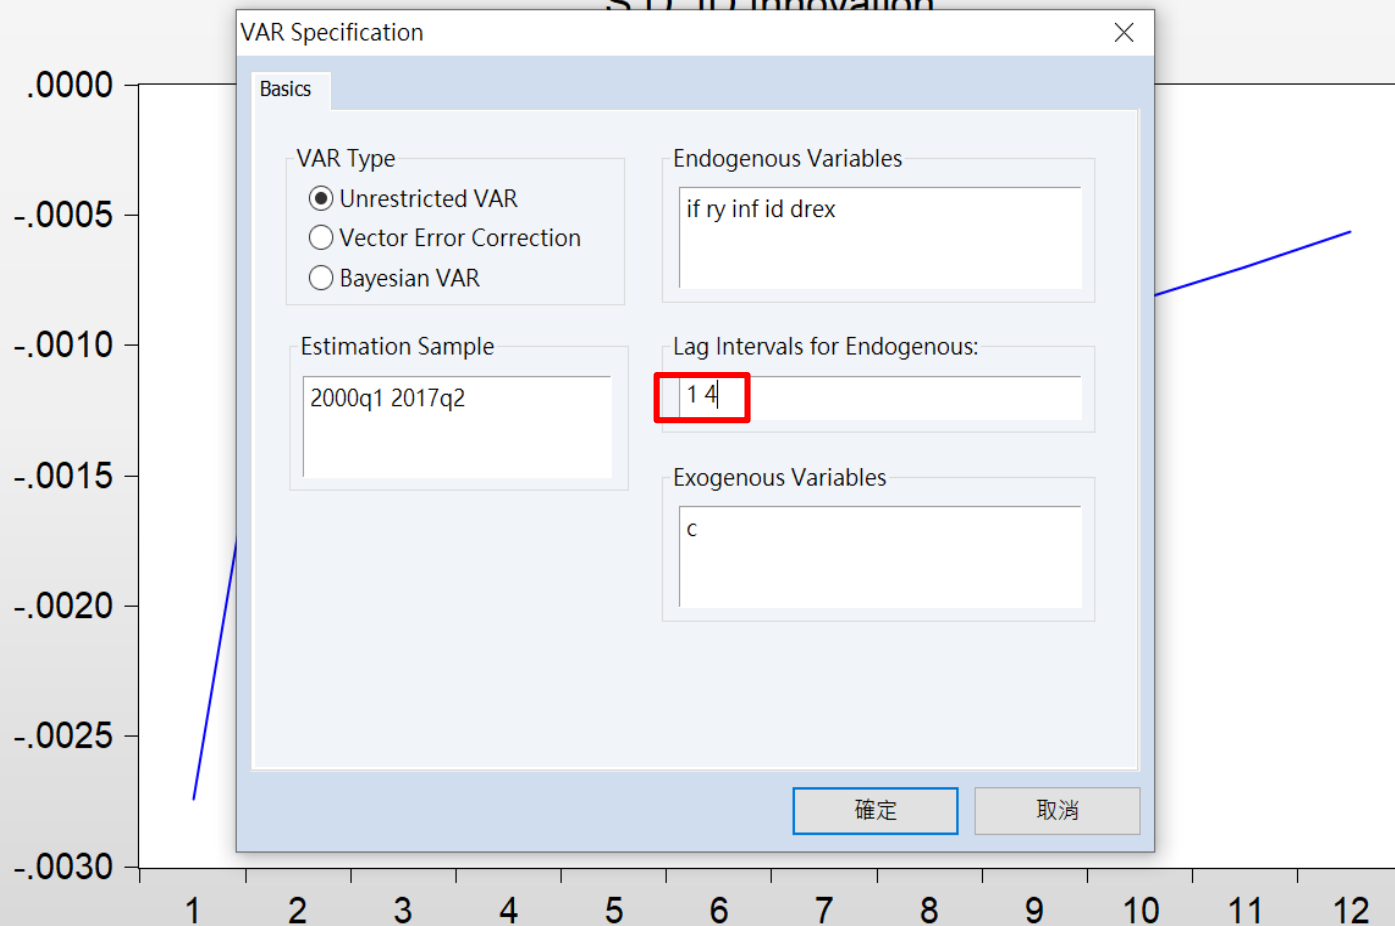 S.D. ID Innovation
VAR Specification
Basics
VAR Type
Unrestricted VAR
Vector Error Correction
Bayesian VAR
Endogenous Variables
if ry inf id drex
Estimation Sample
2000q1 2017q2
Lag Intervals for Endogenous:
1 4
Exogenous Variables
c
確定
取消
.0000
-.0005
-.0010
-.0015
-.0020
-.0025
-.0030
1 2 3 4 5 6 7 8 9 10 11 12